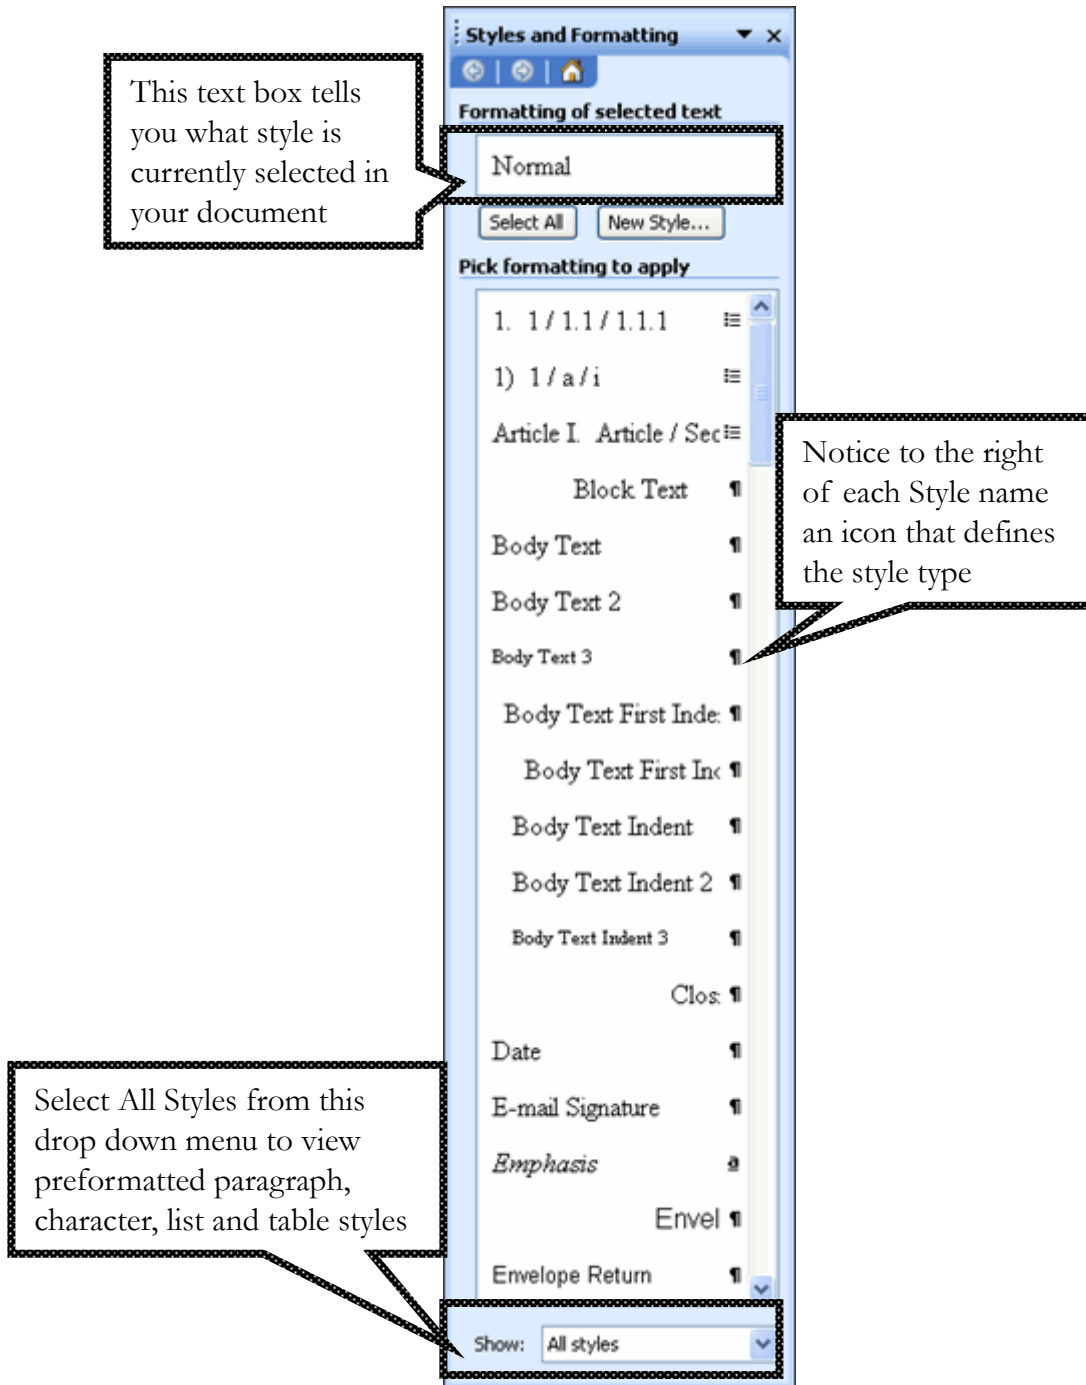 Styles and Formatting
This text box tells
you what style is
currently selected in
your document
Formatting of selected text
Normal
Select All New Style...
Pick formatting to apply
1. 1 / 1.1 / 1.1.1
1) 1 / a / i
Article I. Article / Sec
Block Text ¶
Body Text ¶
Body Text 2 ¶
Body Text 3 ¶
Notice to the right
of each Style name
an icon that defines
the style type
Body Text First Inde ¶
Body Text First Inc ¶
Body Text Indent ¶
Body Text Indent 2 ¶
Body Text Indent 3 ¶
Clos ¶
Date ¶
E-mail Signature ¶
Emphasis a
Envel ¶
Envelope Return ¶
Select All Styles from this
drop down menu to view
preformatted paragraph,
character, list and table styles
Show: All styles